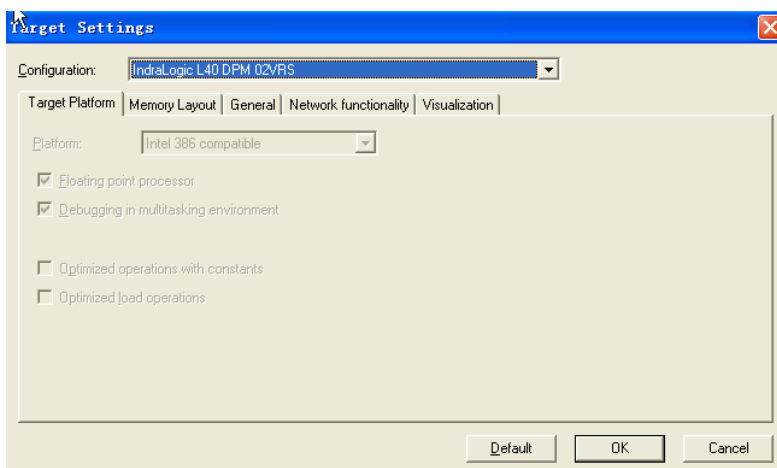 Target Settings
Configuration: IndraLogic L40 DPM 02VRS
Target Platform Memory Layout General Network functionality Visualization
Platform: Intel 386 compatible
Floating point processor
Debugging in multitasking environment
Optimized operations with constants
Optimized load operations
Default OK Cancel